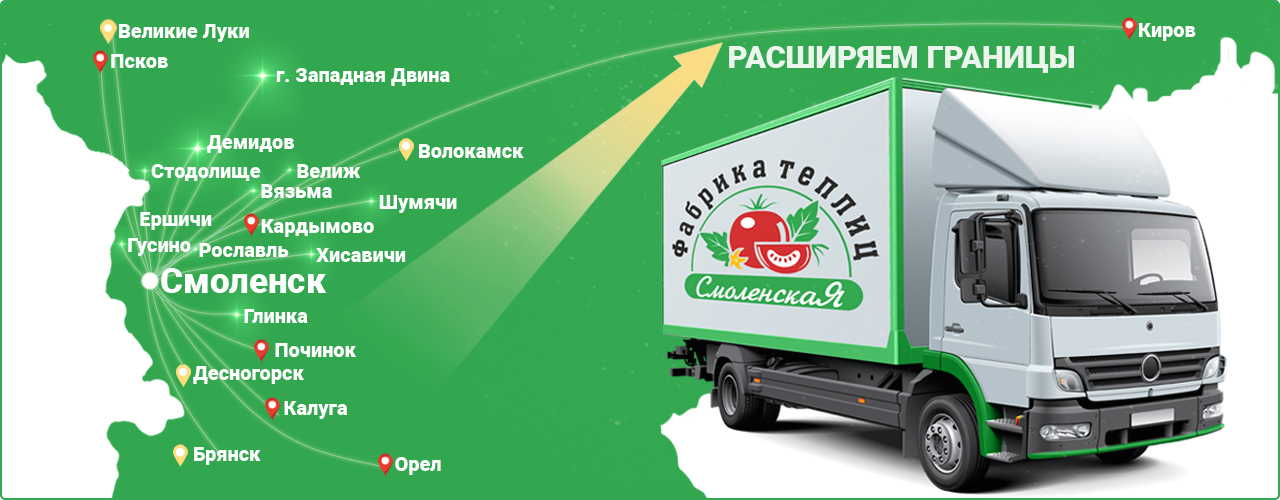 Великие Луки
Киров
РАСШИРЯЕМ ГРАНИЦЫ
Псков
г. Западная Двина
Демидов
Волокамск
Стодолище
Велиж
Вязьма
Шумячи
Ершичи
Кардымово
Гусино
Рославль
Хисавичи
Смоленск
Глинка
Починок
Десногорск
Калуга
Брянск
Орел
Фабрика теплиц
СмоленскаЯ